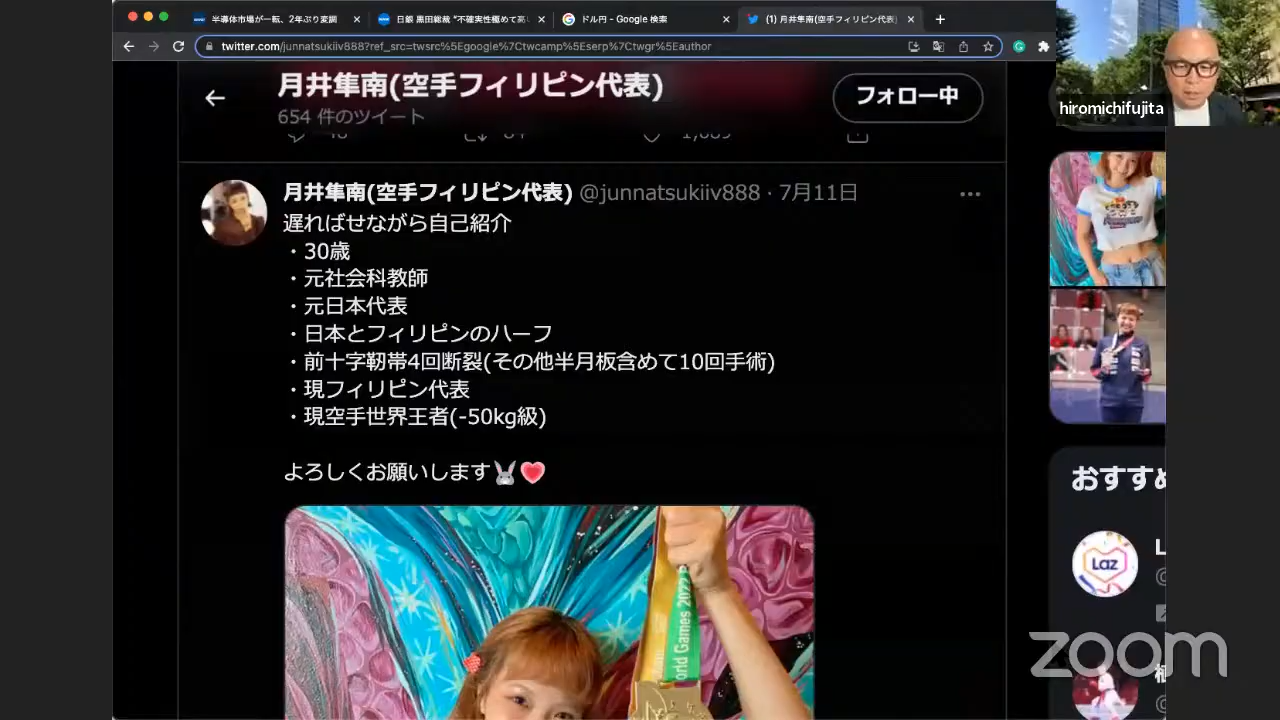 半導体市場が一転、2年ぶり変調
日銀 黒田総裁 "不確実性極めて高い
ドル円 - Google 検索
(1) 月井隼南(空手フィリピン代表)
twitter.com/junnatsukiiv888?ref_src=twsrc%5Egoogle%7Ctwcamp%5Eserp%7Ctwgr%5Eauthor
hiromichifujita
月井隼南(空手フィリピン代表)
654 件のツイート
フォロー中
月井隼南(空手フィリピン代表) @junnatsukiiv888 · 7月11日
遅ればせながら自己紹介
・30歳
・元社会科教師
・元日本代表
・日本とフィリピンのハーフ
・前十字靭帯4回断裂(その他半月板含めて10回手術)
・現フィリピン代表
・現空手世界王者(-50kg級)
よろしくお願いします🐰❤️
orld Games 2022
おすすめ
Laz
L
zoom